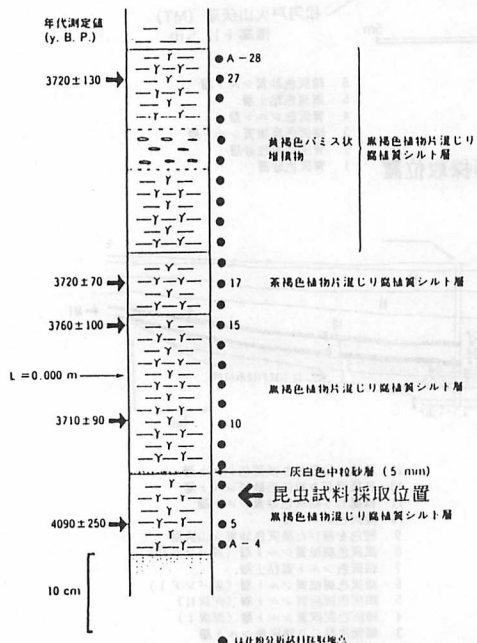 年代測定値
(y. B. P.)
A-28
3720±130
27
黄褐色パミス状
堆積物
黒褐色植物片混じり
腐植質シルト層
3720±70
17
茶褐色植物片混じり腐植質シルト層
3760±100
15
L=0.000 m
黒褐色植物片混じり腐植質シルト層
3710±90
10
灰白色中粒砂層 (5 mm)
昆虫試料採取位置
黒褐色植物混じり腐植質シルト層
4090±250
5
A-4
10 cm